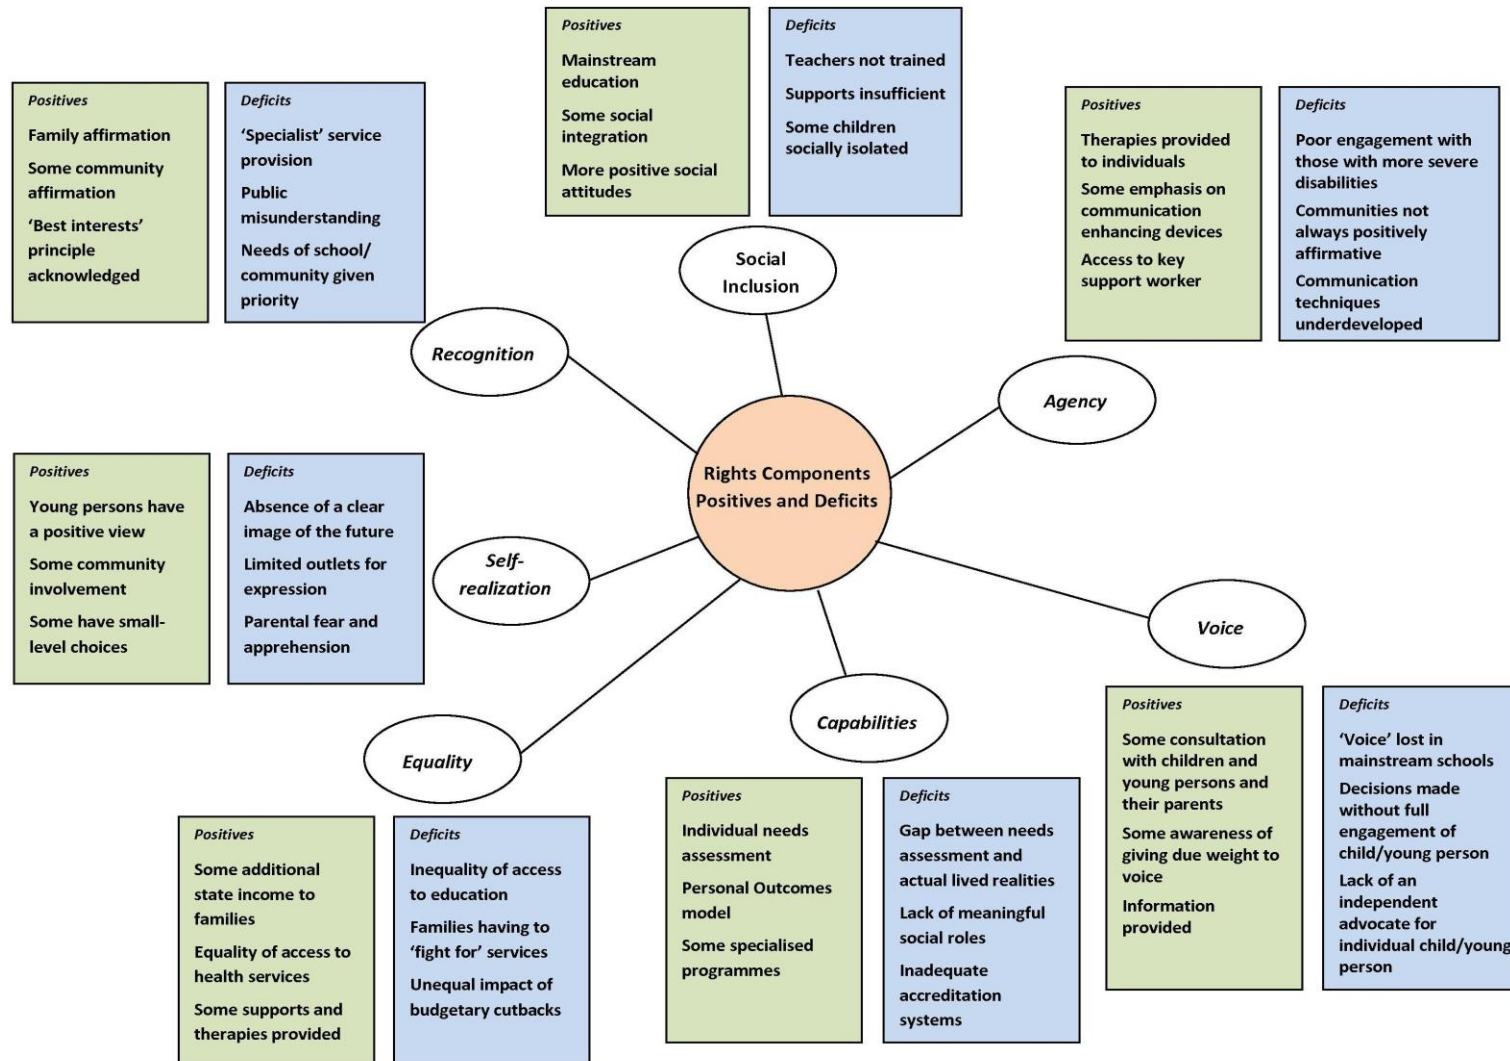 Positives
Mainstream
education
Some social
integration
More positive social
attitudes
Deficits
Teachers not trained
Supports insufficient
Some children
socially isolated
Positives
Family affirmation
Some community
affirmation
‘Best interests’
principle
acknowledged
Deficits
‘Specialist’ service
provision
Public
misunderstanding
Needs of school/
community given
priority
Positives
Therapies provided
to individuals
Some emphasis on
communication
enhancing devices
Access to key
support worker
Deficits
Poor engagement with
those with more severe
disabilities
Communities not
always positively
affirmative
Communication
techniques
underdeveloped
Social
Inclusion
Recognition
Agency
Rights Components
Positives and Deficits
Positives
Young persons have
a positive view
Some community
involvement
Some have small-
level choices
Deficits
Absence of a clear
image of the future
Limited outlets for
expression
Parental fear and
apprehension
Self-
realization
Voice
Capabilities
Equality
Positives
Some consultation
with children and
young persons and
their parents
Some awareness of
giving due weight to
voice
Information
provided
Deficits
‘Voice’ lost in
mainstream schools
Decisions made
without full
engagement of
child/young person
Lack of an
independent
advocate for
individual child/young
person
Positives
Individual needs
assessment
Personal Outcomes
model
Some specialised
programmes
Deficits
Gap between needs
assessment and
actual lived realities
Lack of meaningful
social roles
Inadequate
accreditation
systems
Positives
Some additional
state income to
families
Equality of access to
health services
Some supports and
therapies provided
Deficits
Inequality of access
to education
Families having to
‘fight for’ services
Unequal impact of
budgetary cutbacks